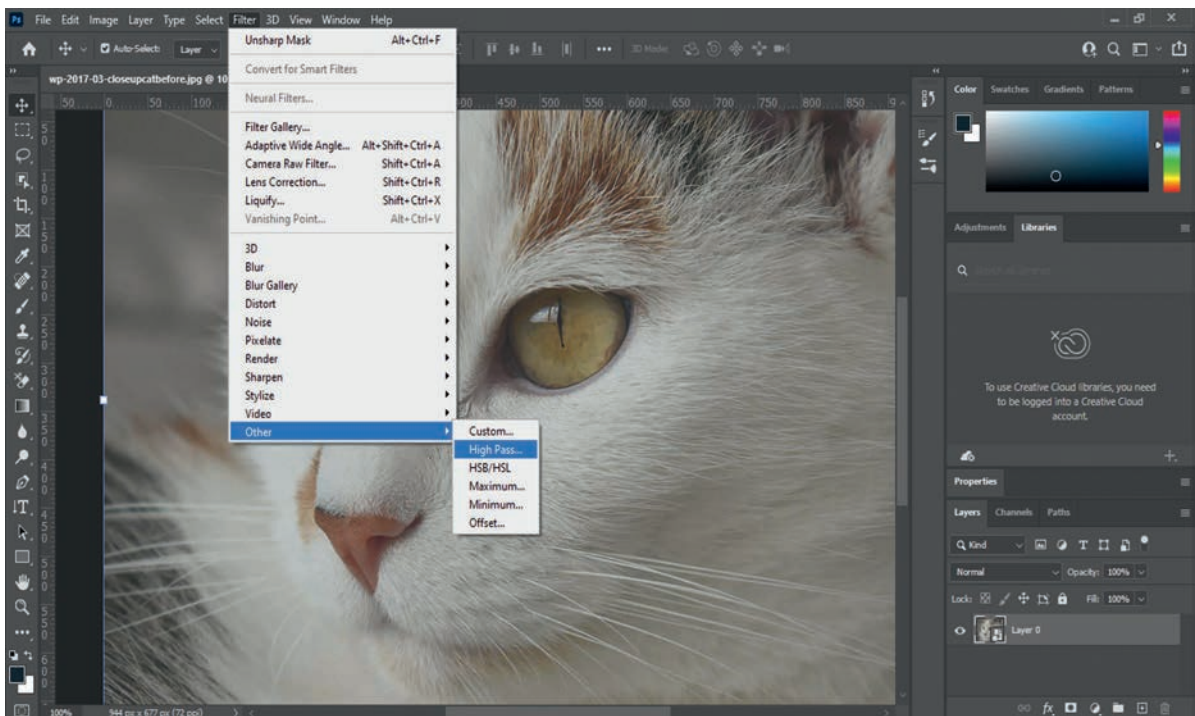 Ps File Edit Image Layer Type Select Filter 3D View Window Help
Auto-Select: Layer 3D Mode:
wp-2017-03-closeupcatbefore.jpg @ 10
50 0 50 100 400 450 500 550 600 650 700 750 800 850 9
Unsharp Mask Alt+Ctrl+F
Convert for Smart Filters
Neural Filters...
Filter Gallery...
Adaptive Wide Angle... Alt+Shift+Ctrl+A
Camera Raw Filter... Shift+Ctrl+A
Lens Correction... Shift+Ctrl+R
Liquify... Shift+Ctrl+X
Vanishing Point... Alt+Ctrl+V
3D
Blur
Blur Gallery
Distort
Noise
Pixelate
Render
Sharpen
Stylize
Video
Other
Custom...
High Pass...
HSB/HSL
Maximum...
Minimum...
Offset...
Color Swatches Gradients Patterns
Adjustments Libraries
To use Creative Cloud libraries, you need
to be logged into a Creative Cloud
account.
Properties
Layers Channels Paths
Kind
Normal Opacity: 100%
Lock: Fill: 100%
Layer 0
fx
100% 944 px x 677 px (72 ppi)